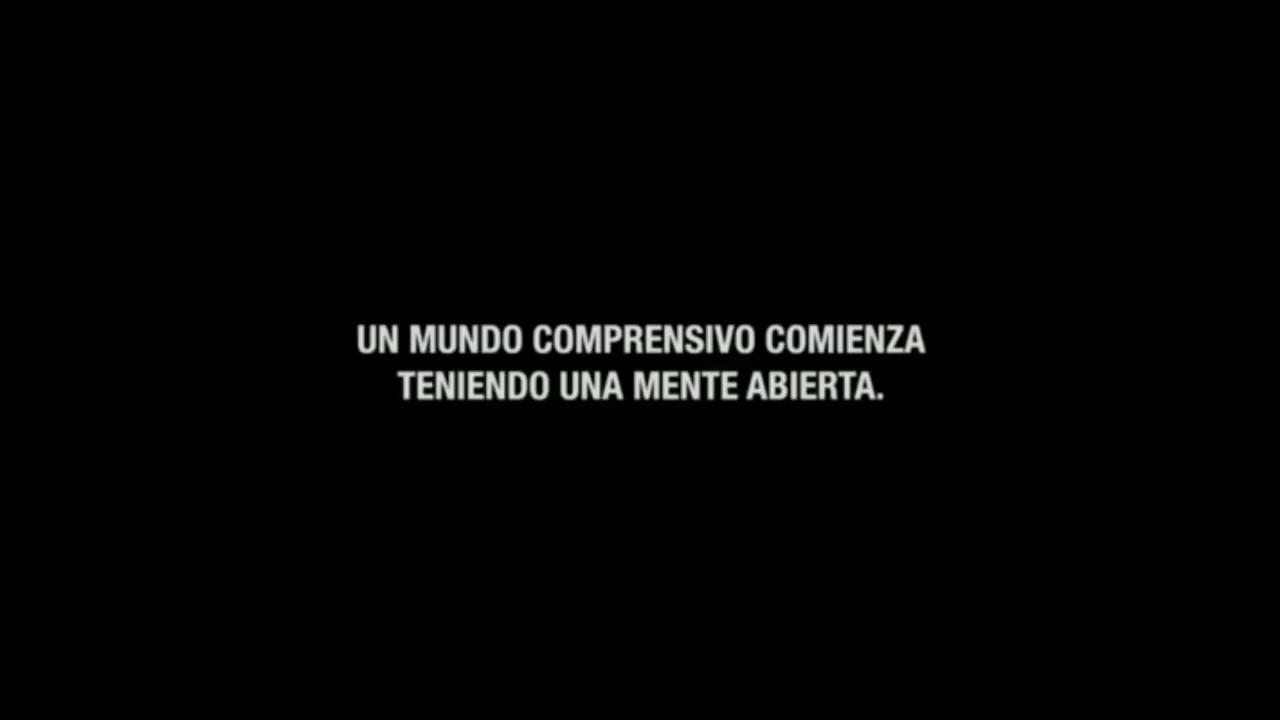 UN MUNDO COMPRENSIVO COMIENZA
TENIENDO UNA MENTE ABIERTA.